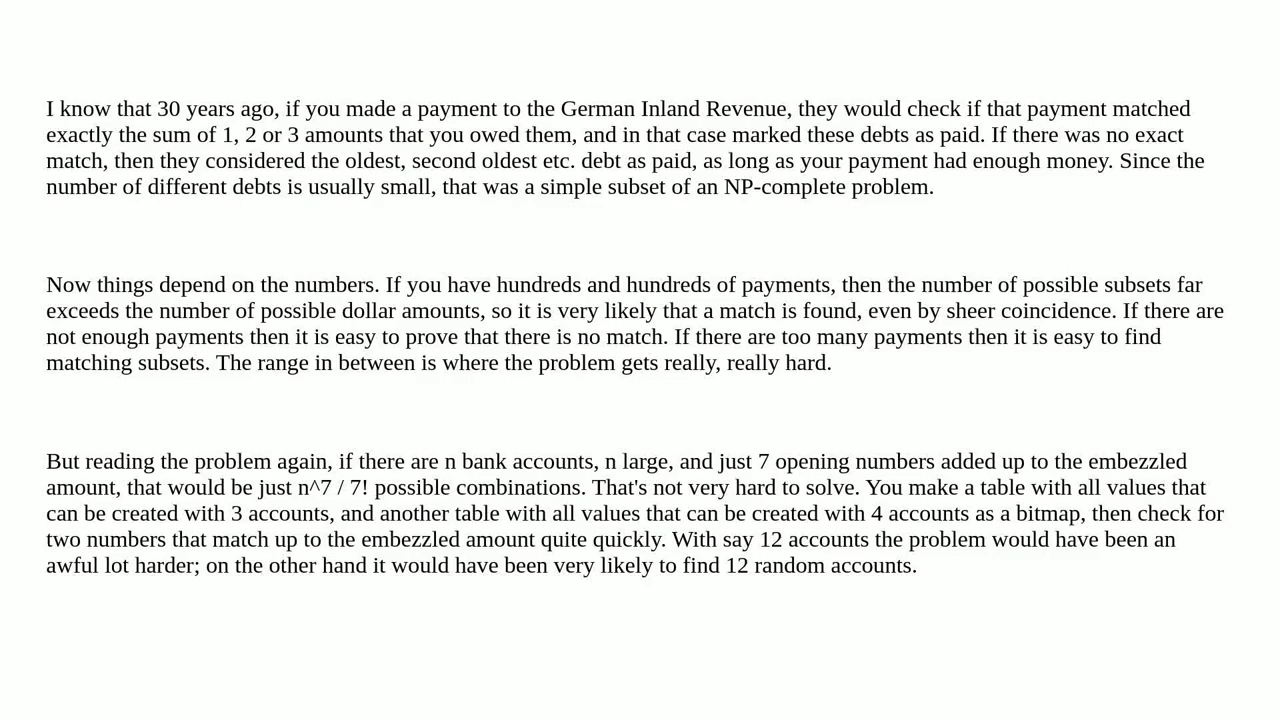 I know that 30 years ago, if you made a payment to the German Inland Revenue, they would check if that payment matched
exactly the sum of 1, 2 or 3 amounts that you owed them, and in that case marked these debts as paid. If there was no exact
match, then they considered the oldest, second oldest etc. debt as paid, as long as your payment had enough money. Since the
number of different debts is usually small, that was a simple subset of an NP-complete problem.
Now things depend on the numbers. If you have hundreds and hundreds of payments, then the number of possible subsets far
exceeds the number of possible dollar amounts, so it is very likely that a match is found, even by sheer coincidence. If there are
not enough payments then it is easy to prove that there is no match. If there are too many payments then it is easy to find
matching subsets. The range in between is where the problem gets really, really hard.
But reading the problem again, if there are n bank accounts, n large, and just 7 opening numbers added up to the embezzled
amount, that would be just n^7 / 7! possible combinations. That's not very hard to solve. You make a table with all values that
can be created with 3 accounts, and another table with all values that can be created with 4 accounts as a bitmap, then check for
two numbers that match up to the embezzled amount quite quickly. With say 12 accounts the problem would have been an
awful lot harder; on the other hand it would have been very likely to find 12 random accounts.